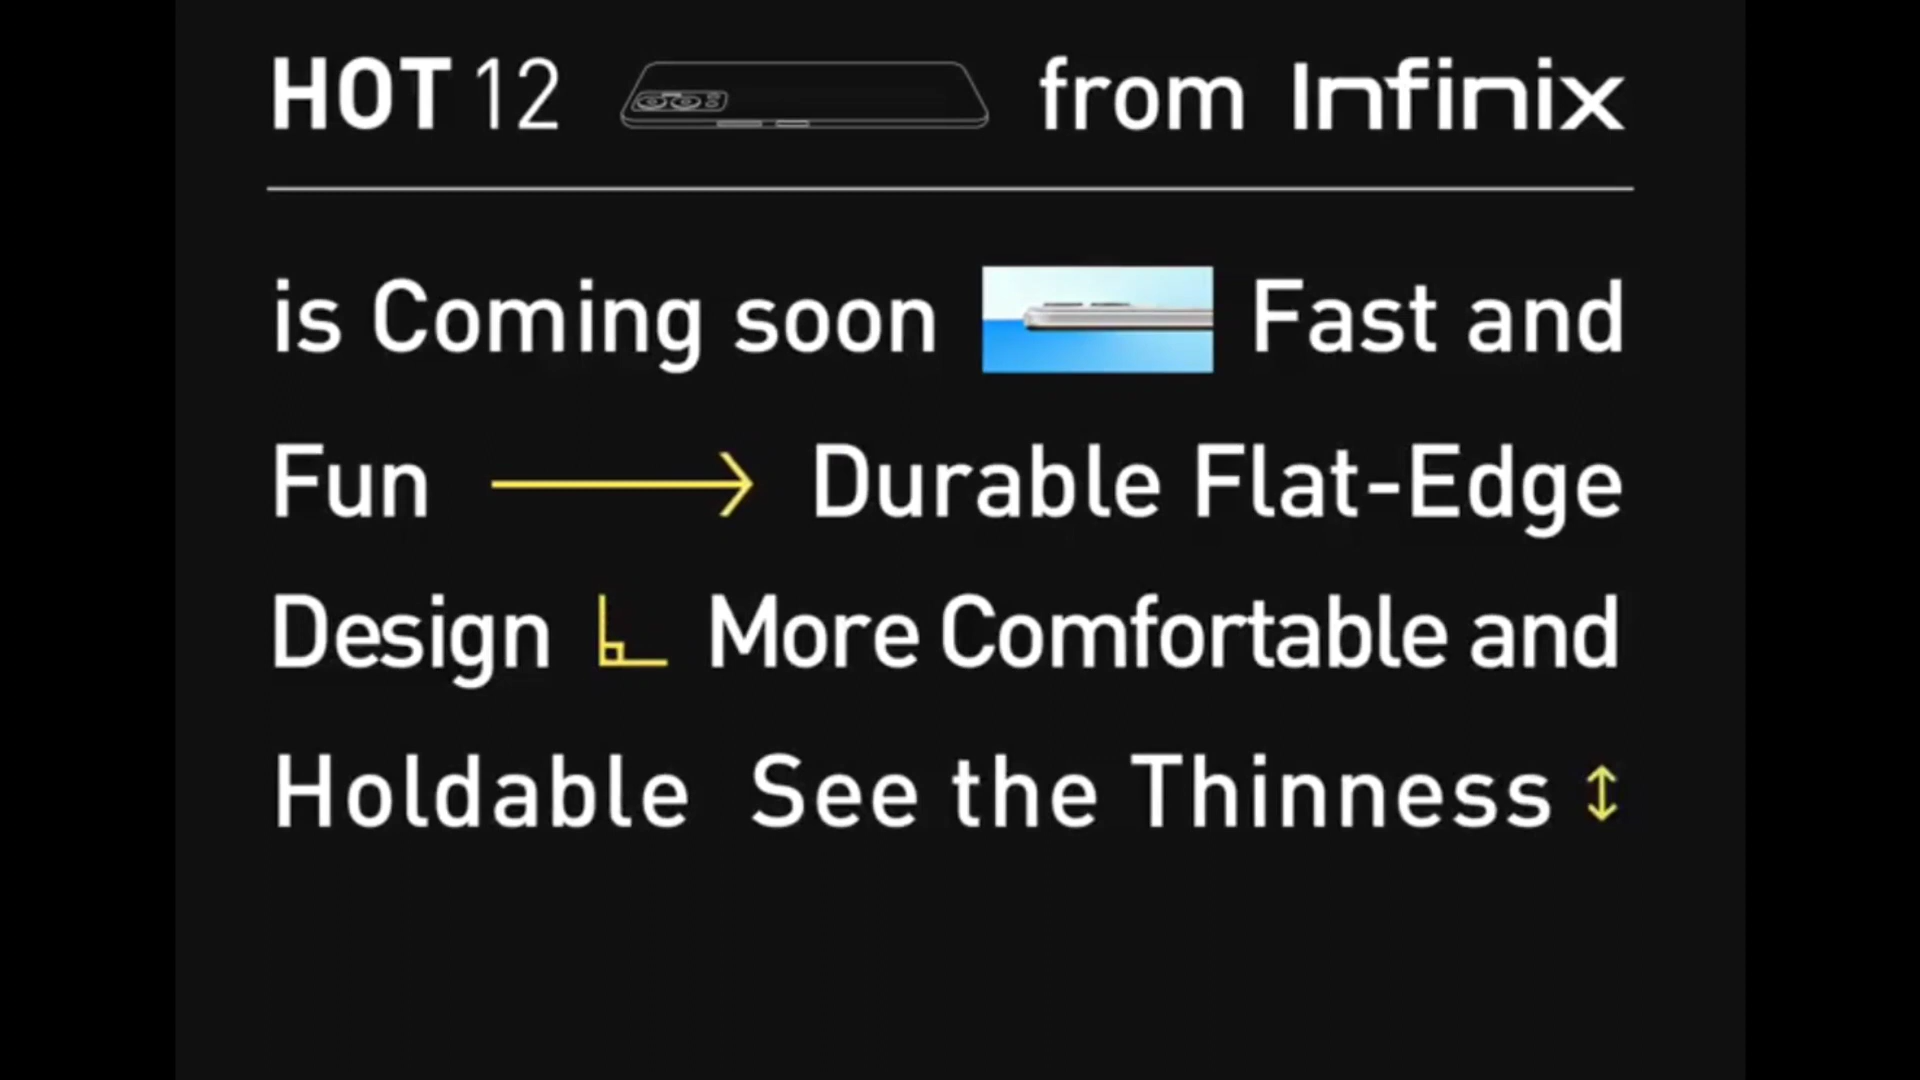 HOT 12 from Infinix
is Coming soon Fast and
Fun Durable Flat-Edge
Design More Comfortable and
Holdable See the Thinness